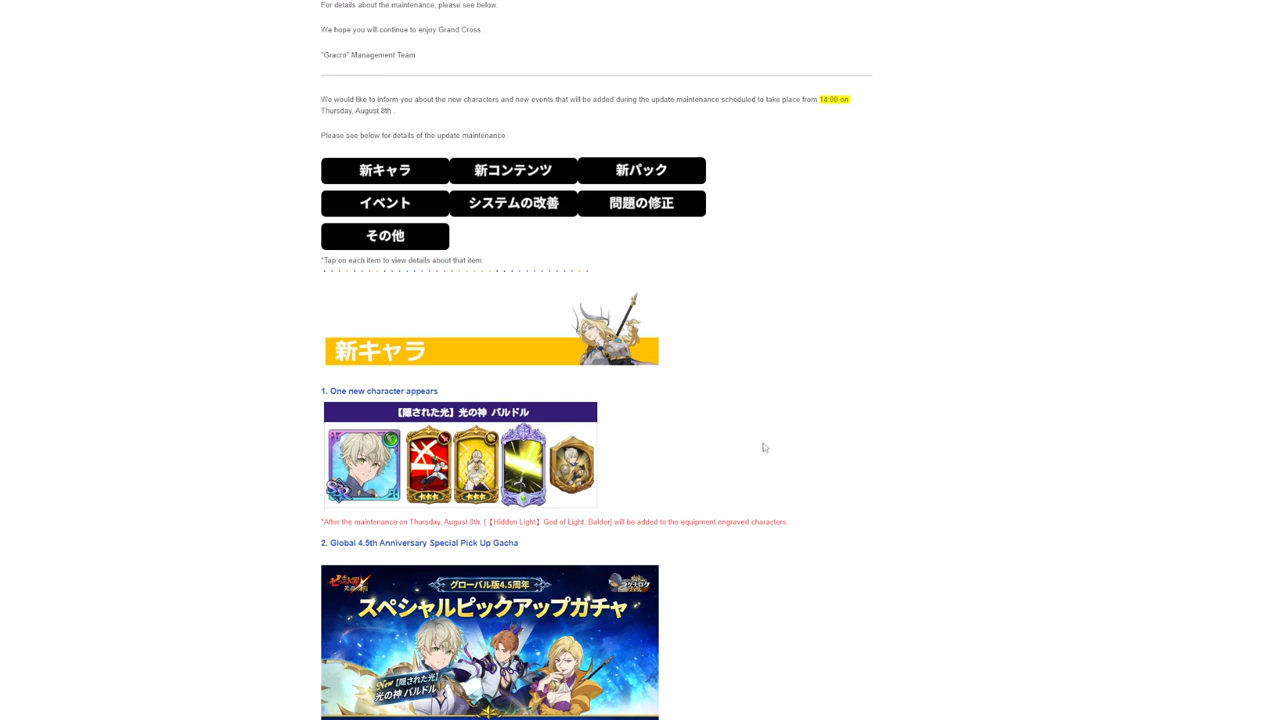 For details about the maintenance, please see below.
We hope you will continue to enjoy Grand Cross
"Gracro" Management Team
We would like to inform you about the new characters and new events that will be added during the update maintenance scheduled to take place from 14:00 on
Thursday, August 8th .
Please see below for details of the update maintenance.
新キャラ 新コンテンツ 新パック
イベント システムの改善 問題の修正
その他
*Tap on each item to view details about that item.
新キャラ
1. One new character appears
【隠された光】光の神 バルドル
*After the maintenance on Thursday, August 8th, [【Hidden Light】God of Light, Balder] will be added to the equipment engraved characters.
2. Global 4.5th Anniversary Special Pick Up Gacha
グローバル版4.5周年
スペシャルピックアップガチャ
New【隠された光】
光の神 バルドル